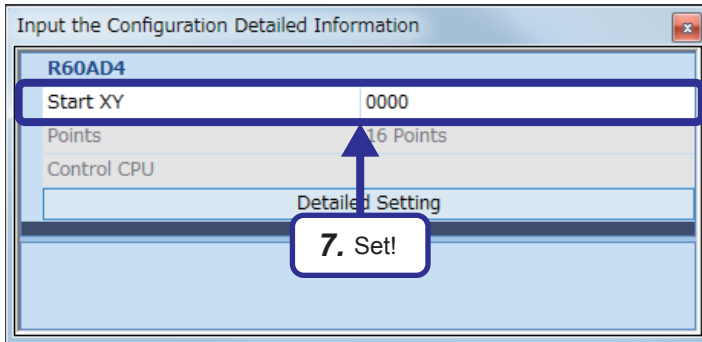 Input the Configuration Detailed Information
R60AD4
Start XY 0000
Points 16 Points
Control CPU
Detailed Setting
7. Set!